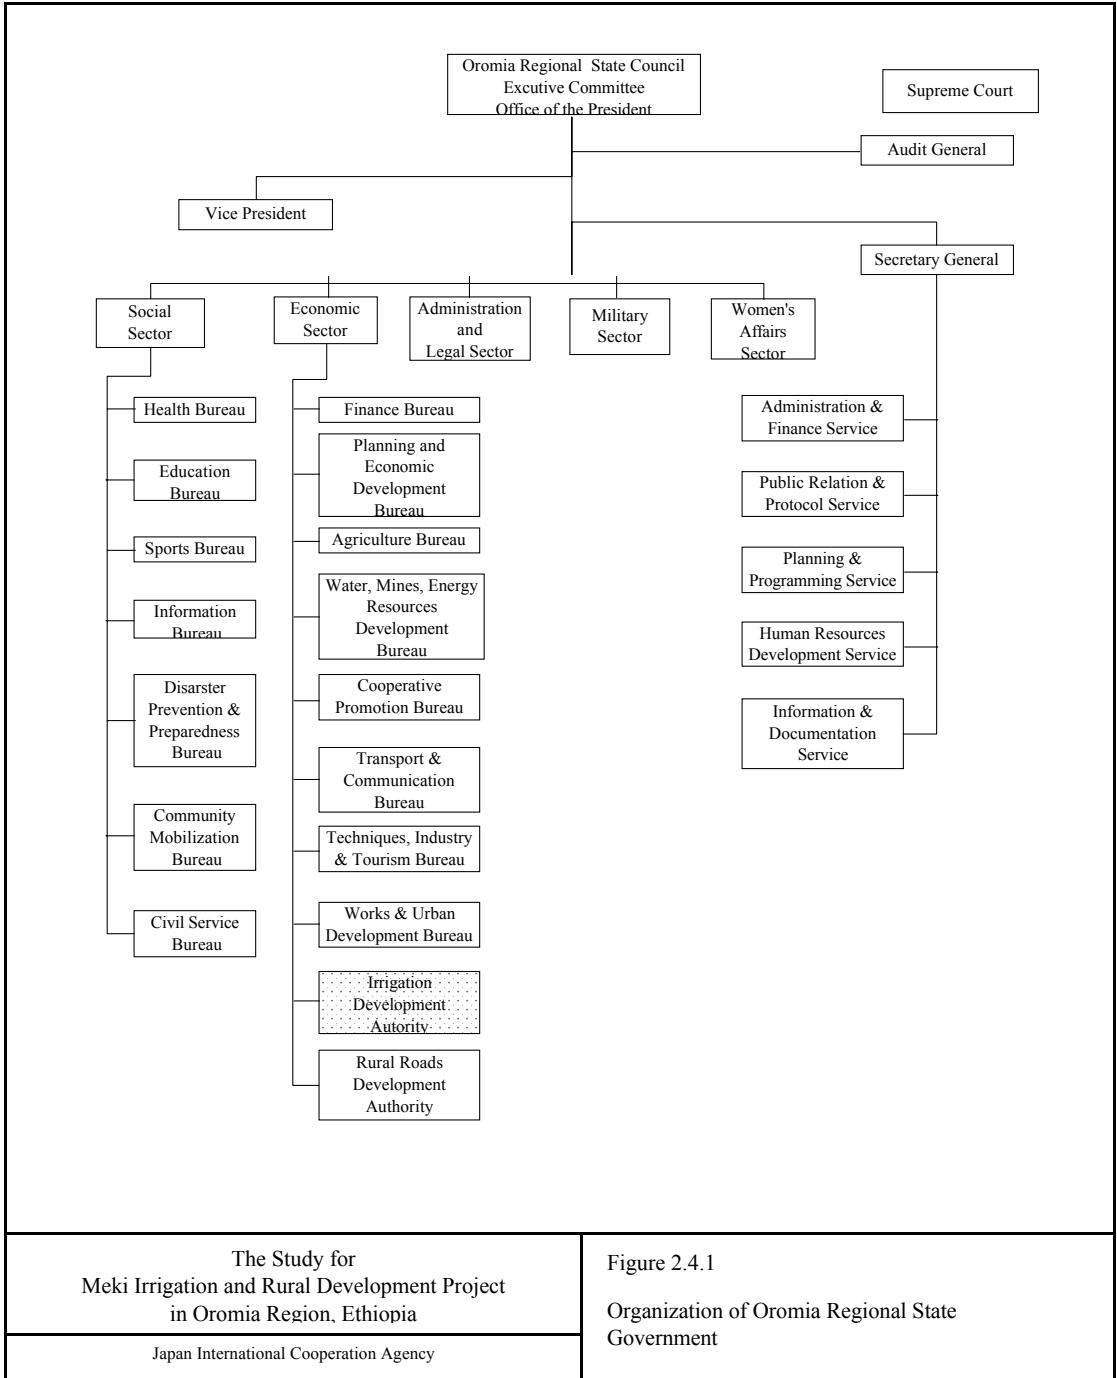 Oromia Regional State Council
Excutive Committee
Office of the President
Supreme Court
Audit General
Vice President
Secretary General
Social
Sector
Economic
Sector
Administration
and
Legal Sector
Military
Sector
Women's
Affairs
Sector
Health Bureau
Education
Bureau
Sports Bureau
Information
Bureau
Disarster
Prevention &
Preparedness
Bureau
Community
Mobilization
Bureau
Civil Service
Bureau
Finance Bureau
Planning and
Economic
Development
Bureau
Agriculture Bureau
Water, Mines, Energy
Resources
Development
Bureau
Cooperative
Promotion Bureau
Transport &
Communication
Bureau
Techniques, Industry
& Tourism Bureau
Works & Urban
Development Bureau
Irrigation
Development
Autority
Rural Roads
Development
Authority
Administration &
Finance Service
Public Relation &
Protocol Service
Planning &
Programming Service
Human Resources
Development Service
Information &
Documentation
Service
The Study for
Meki Irrigation and Rural Development Project
in Oromia Region, Ethiopia
Japan International Cooperation Agency
Figure 2.4.1
Organization of Oromia Regional State
Government